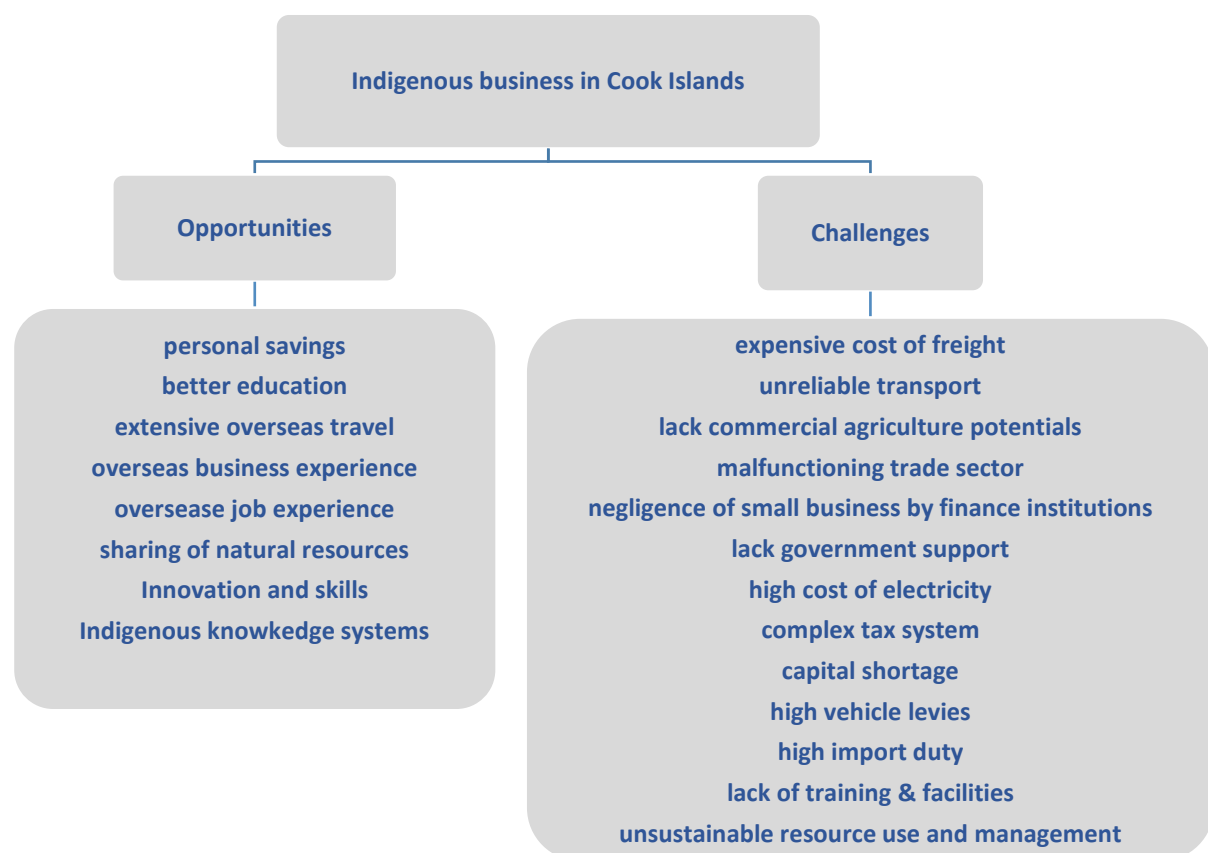 Indigenous business in Cook Islands
Opportunities
personal savings
better education
extensive overseas travel
overseas business experience
oversease job experience
sharing of natural resources
Innovation and skills
Indigenous knowkedge systems
Challenges
expensive cost of freight
unreliable transport
lack commercial agriculture potentials
malfunctioning trade sector
negligence of small business by finance institutions
lack government support
high cost of electricity
complex tax system
capital shortage
high vehicle levies
high import duty
lack of training & facilities
unsustainable resource use and management